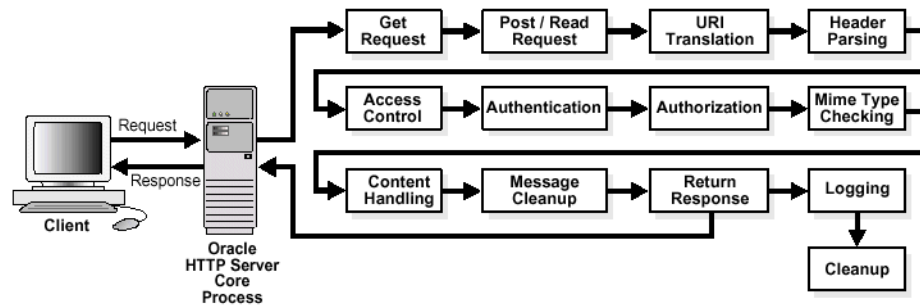 Get
Request
Post / Read
Request
URI
Translation
Header
Parsing
Access
Control
Authentication
Authorization
Mime Type
Checking
Request
Response
Client
Oracle
HTTP Server
Core
Process
Content
Handling
Message
Cleanup
Return
Response
Logging
Cleanup